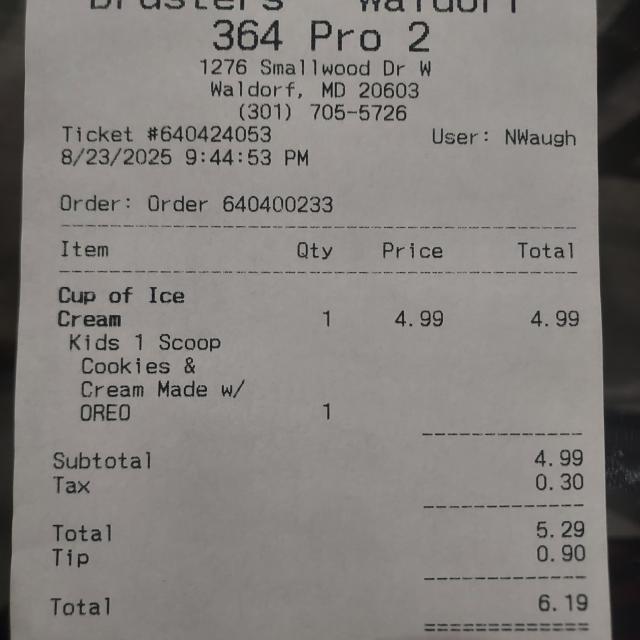 Brusters Waldorf
364 Pro 2
1276 Smallwood Dr W
Waldorf, MD 20603
(301) 705-5726
Ticket #640424053 User: NWaugh
8/23/2025 9:44:53 PM
Order: Order 640400233
Item Qty Price Total
Cup of Ice
Cream 1 4.99 4.99
Kids 1 Scoop
Cookies &
Cream Made w/
OREO 1
Subtotal 4.99
Tax 0.30
Total 5.29
Tip 0.90
Total 6.19